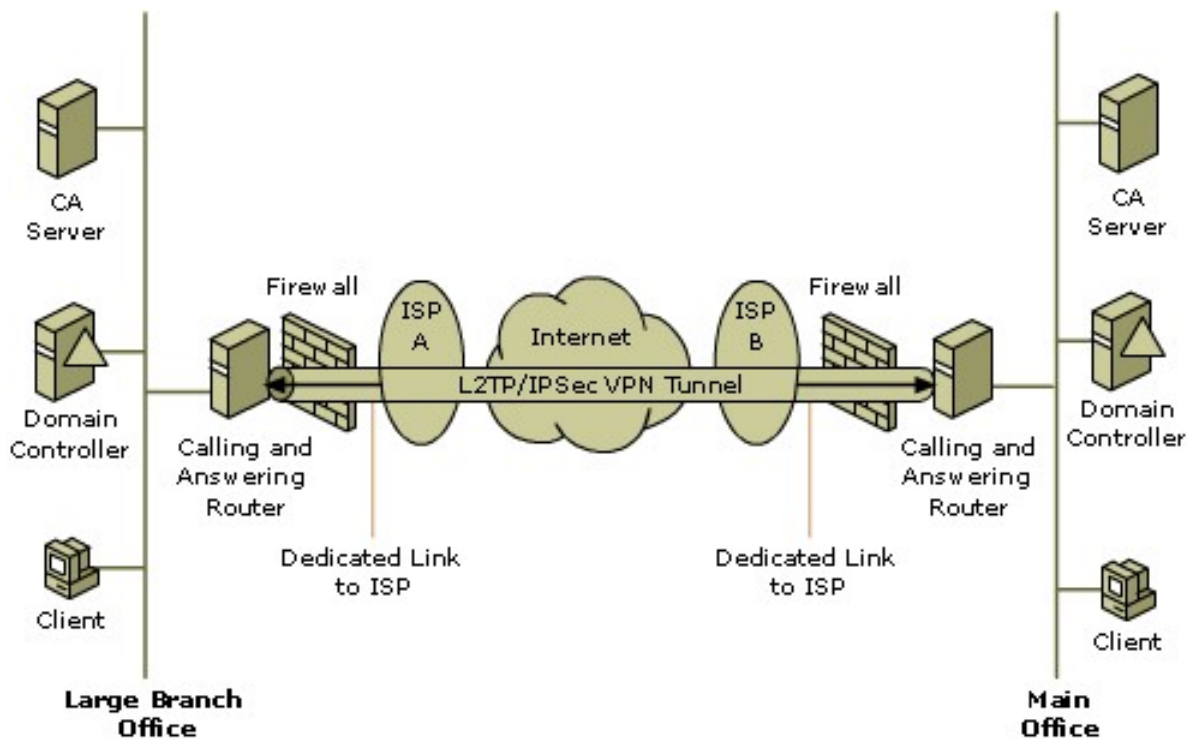 CA
Server
Domain
Controller
Client
Large Branch
Office
Calling and
Answering
Router
Firewall
ISP
A
Dedicated Link
to ISP
Internet
L2TP/IPSec VPN Tunnel
ISP
B
Dedicated Link
to ISP
Firewall
Calling and
Answering
Router
CA
Server
Domain
Controller
Client
Main
Office